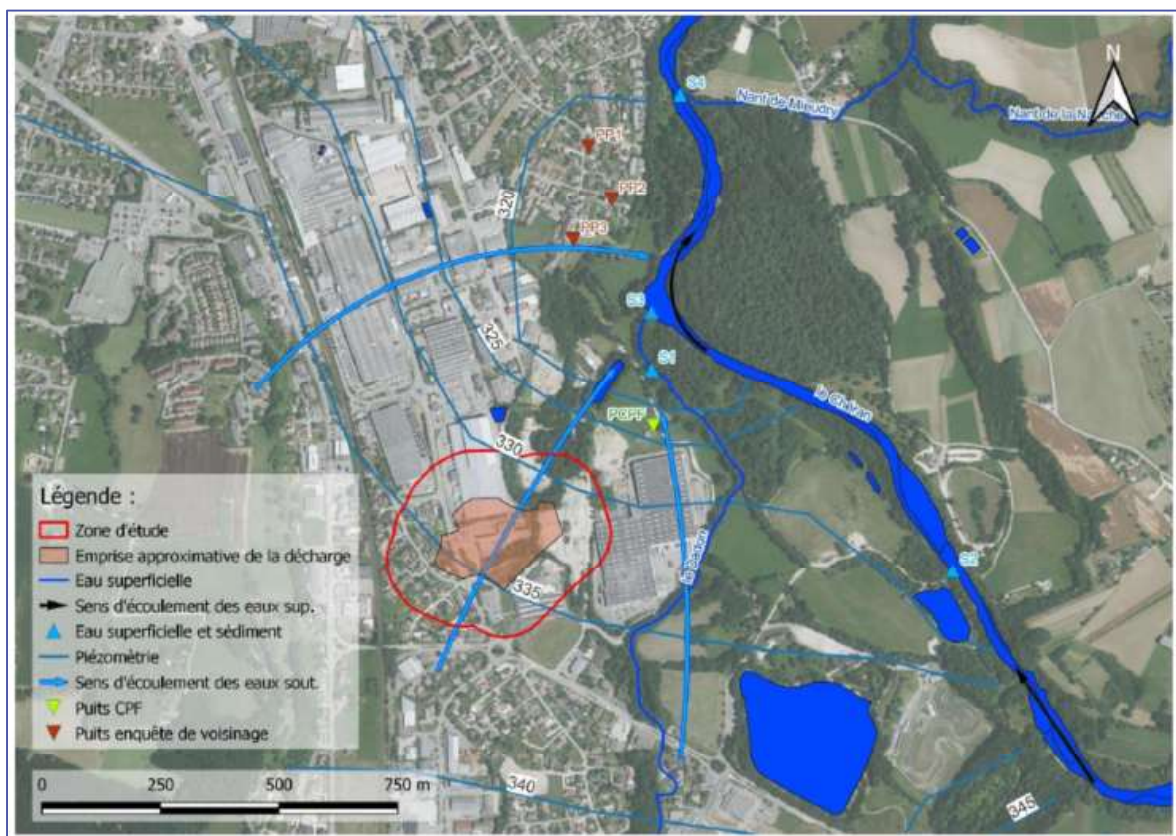 N
S4
Nant de Mieudry
Nant de la Nanche
PP1
PP2
320
PP3
S3
325
S1
PCPF
le Chéran
330
S2
le Dadon
335
340
345
Légende :
Zone d'étude
Emprise approximative de la décharge
Eau superficielle
Sens d'écoulement des eaux sup.
Eau superficielle et sédiment
Piézométrie
Sens d'écoulement des eaux sout.
Puits CPF
Puits enquête de voisinage
0 250 500 750 m